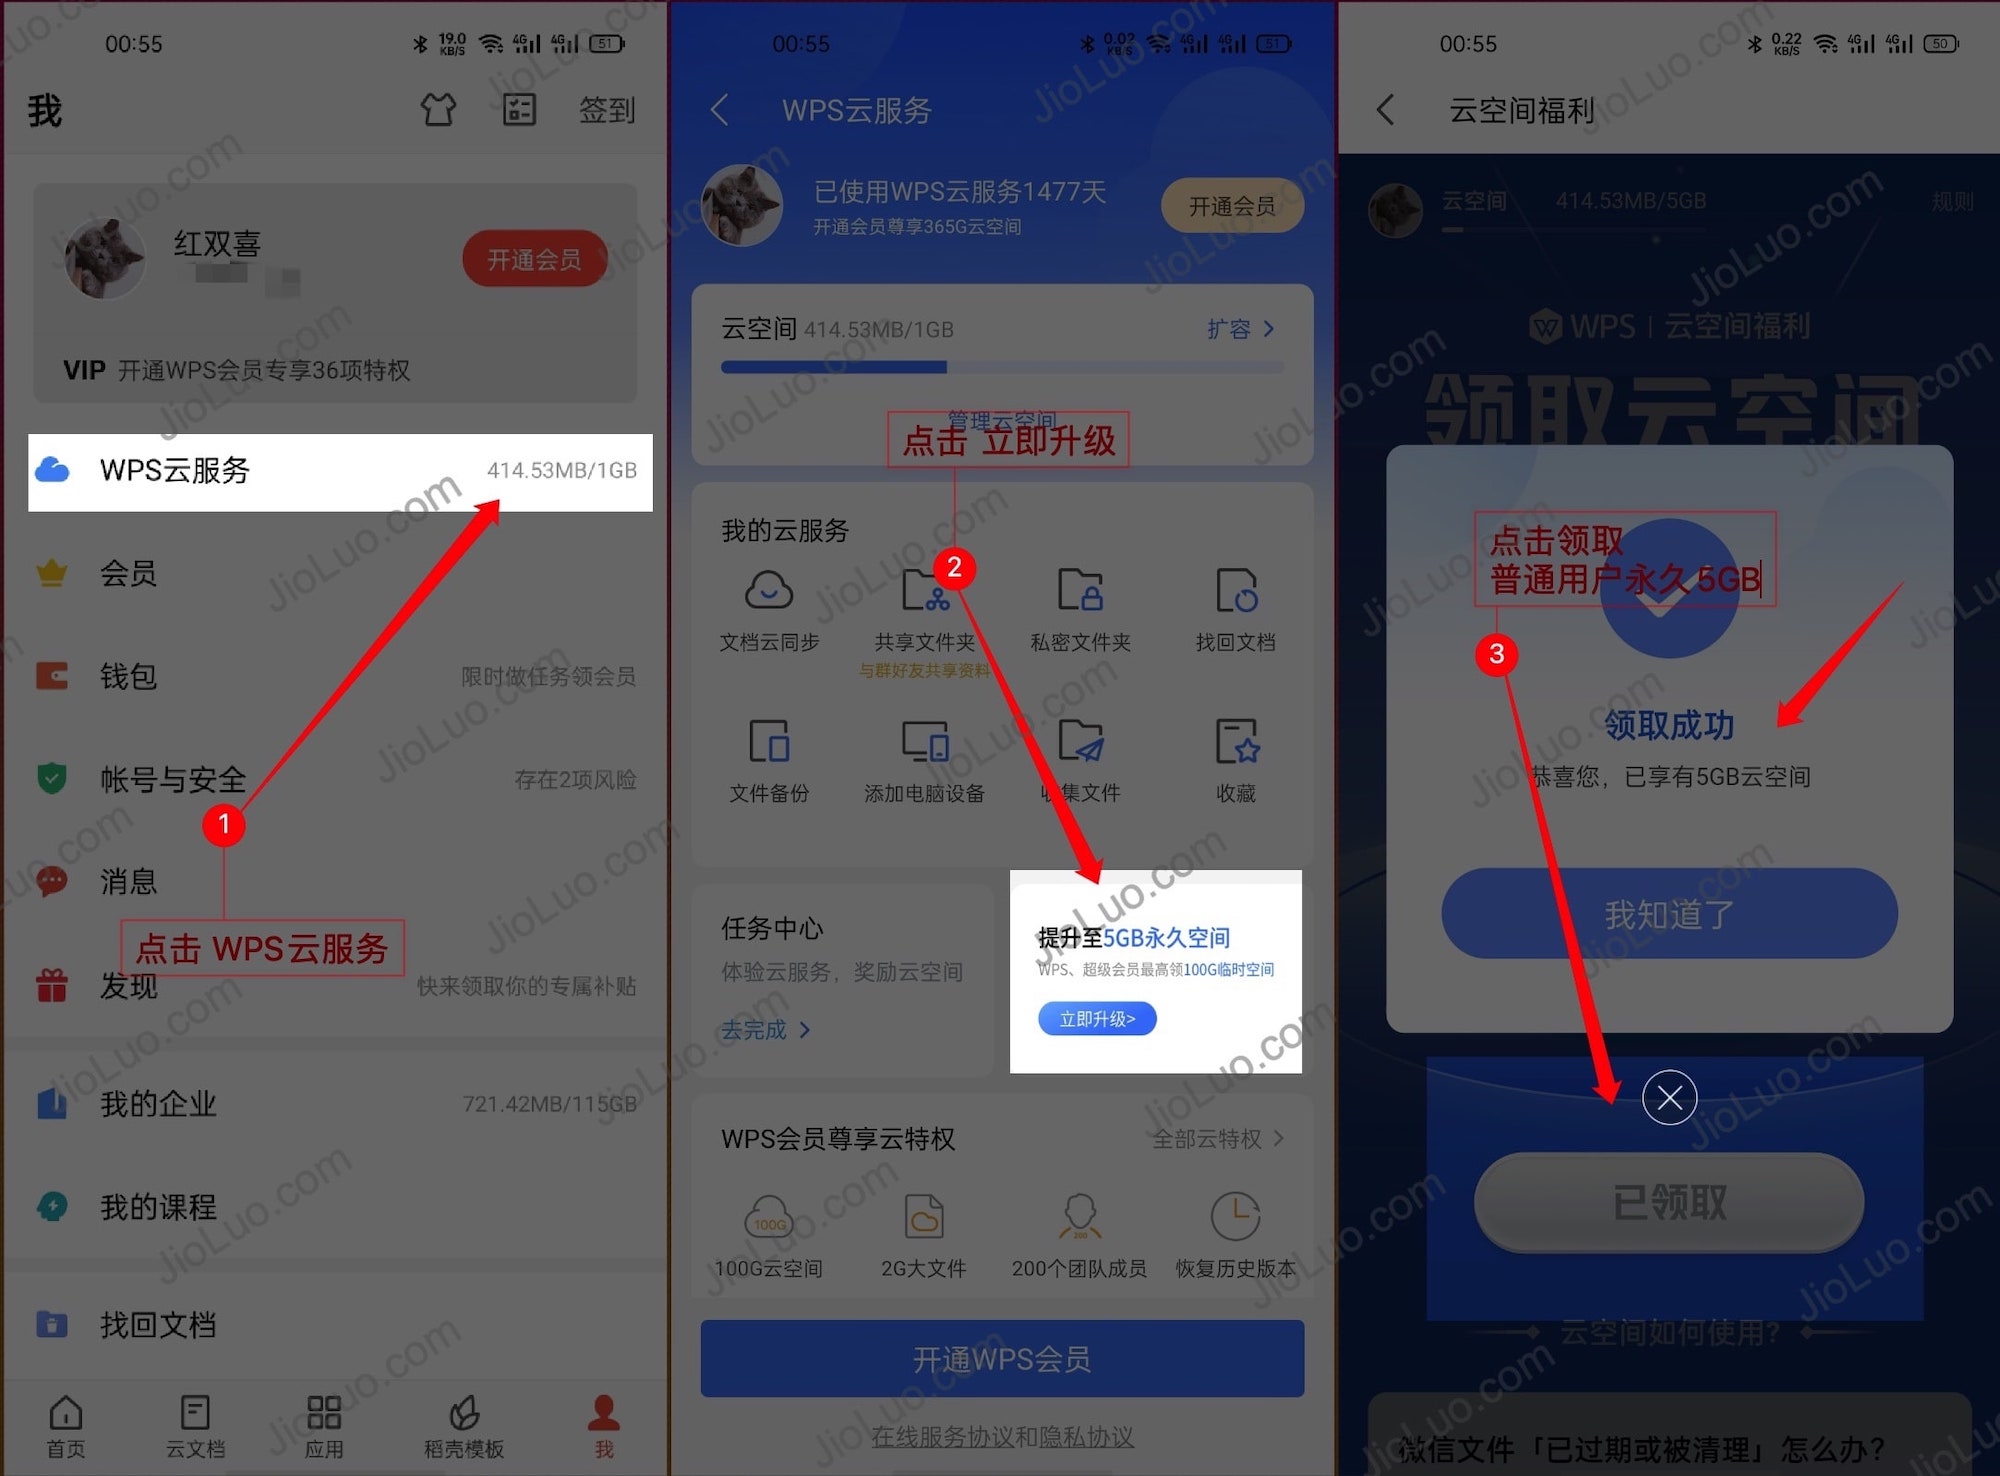 00:55
19.0
KB/S
4G
4G
51
我
签到
红双喜
开通会员
VIP 开通WPS会员专享36项特权
WPS云服务
414.53MB/1GB
会员
钱包
限时做任务领会员
帐号与安全
存在2项风险
1
消息
点击 WPS云服务
发现
快来领取你的专属补贴
我的企业
721.42MB/115GB
我的课程
找回文档
首页
云文档
应用
稻壳模板
我
00:55
0.02
KB/S
4G
4G
51
WPS云服务
已使用WPS云服务1477天
开通会员尊享365G云空间
开通会员
云空间 414.53MB/1GB
扩容
管理云空间
点击 立即升级
我的云服务
2
文档云同步
共享文件夹
私密文件夹
找回文档
与群好友共享资料
文件备份
添加电脑设备
收集文件
收藏
任务中心
体验云服务，奖励云空间
去完成
提升至5GB永久空间
WPS、超级会员最高领100G临时空间
立即升级>
WPS会员尊享云特权
全部云特权
100G
200
100G云空间
2G大文件
200个团队成员
恢复历史版本
开通WPS会员
在线服务协议和隐私协议
00:55
0.22
KB/S
4G
4G
50
云空间福利
云空间
414.53MB/5GB
规则
WPS | 云空间福利
领取云空间
点击领取
普通用户永久 5GB
3
领取成功
恭喜您，已享有5GB云空间
我知道了
已领取
云空间如何使用？
微信文件「已过期或被清理」怎么办？
JioLuo.com